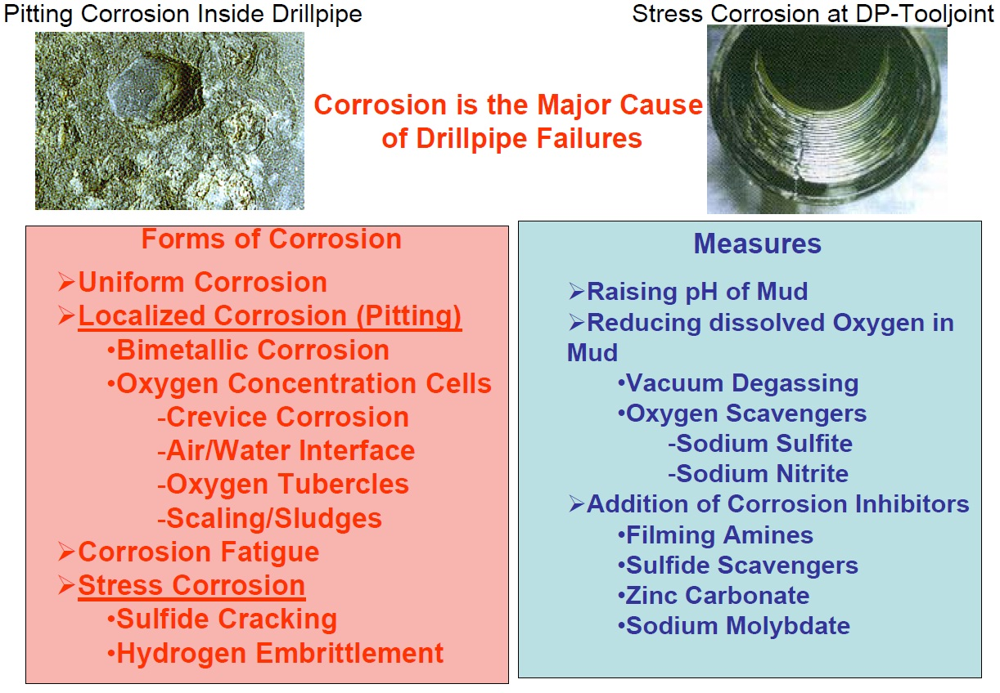 Pitting Corrosion Inside Drillpipe
Stress Corrosion at DP-Tooljoint
Corrosion is the Major Cause
of Drillpipe Failures
Forms of Corrosion
➢Uniform Corrosion
➢Localized Corrosion (Pitting)
•Bimetallic Corrosion
•Oxygen Concentration Cells
-Crevice Corrosion
-Air/Water Interface
-Oxygen Tubercles
-Scaling/Sludges
➢Corrosion Fatigue
➢Stress Corrosion
•Sulfide Cracking
•Hydrogen Embrittlement
Measures
➢Raising pH of Mud
➢Reducing dissolved Oxygen in
Mud
•Vacuum Degassing
•Oxygen Scavengers
-Sodium Sulfite
-Sodium Nitrite
➢Addition of Corrosion Inhibitors
•Filming Amines
•Sulfide Scavengers
•Zinc Carbonate
•Sodium Molybdate